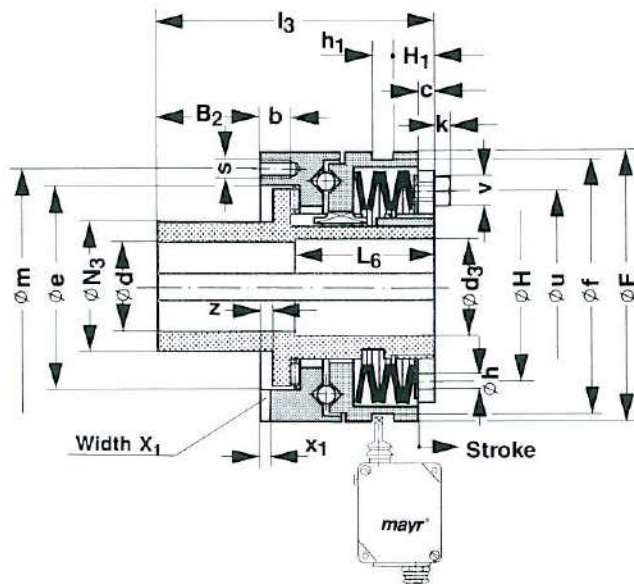 l₃
h₁
H₁
c
B₂
b
k
s
v
Øm
Øe
ØN₃
Ød
L₆
z
Ød₃
ØH
Øu
Øf
ØF
Øh
Width X₁
x₁
Stroke
mayr®